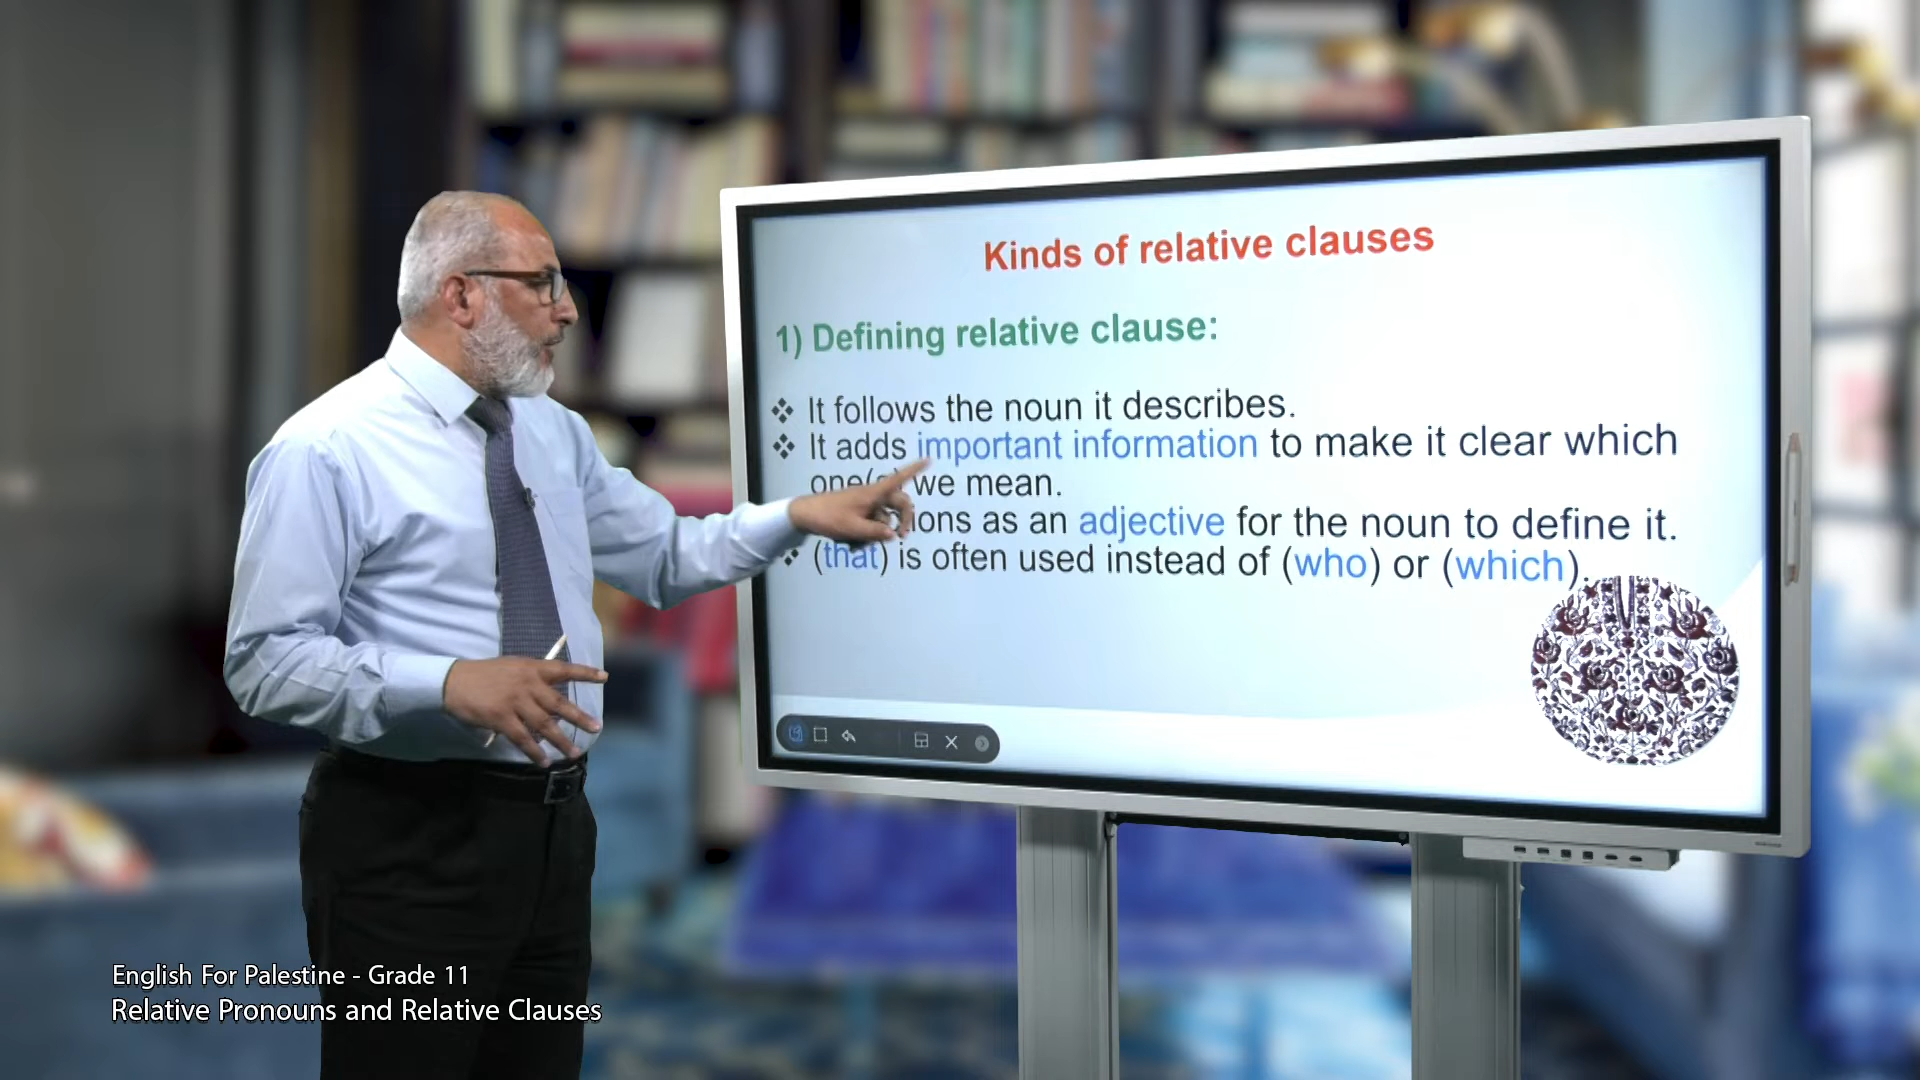 Kinds of relative clauses
1) Defining relative clause:
❖ It follows the noun it describes.
❖ It adds important information to make it clear which
we mean.
as an adjective for the noun to define it.
❖ (that) is often used instead of (who) or (which).
English For Palestine - Grade 11
Relative Pronouns and Relative Clauses